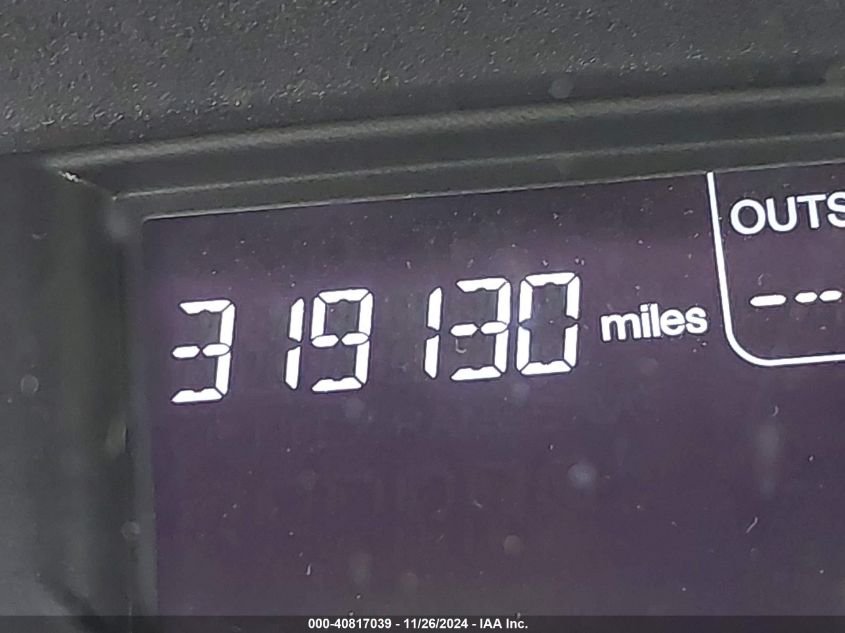 OUTS
319130 miles ---
000-40817039 - 11/26/2024 - IAA Inc.